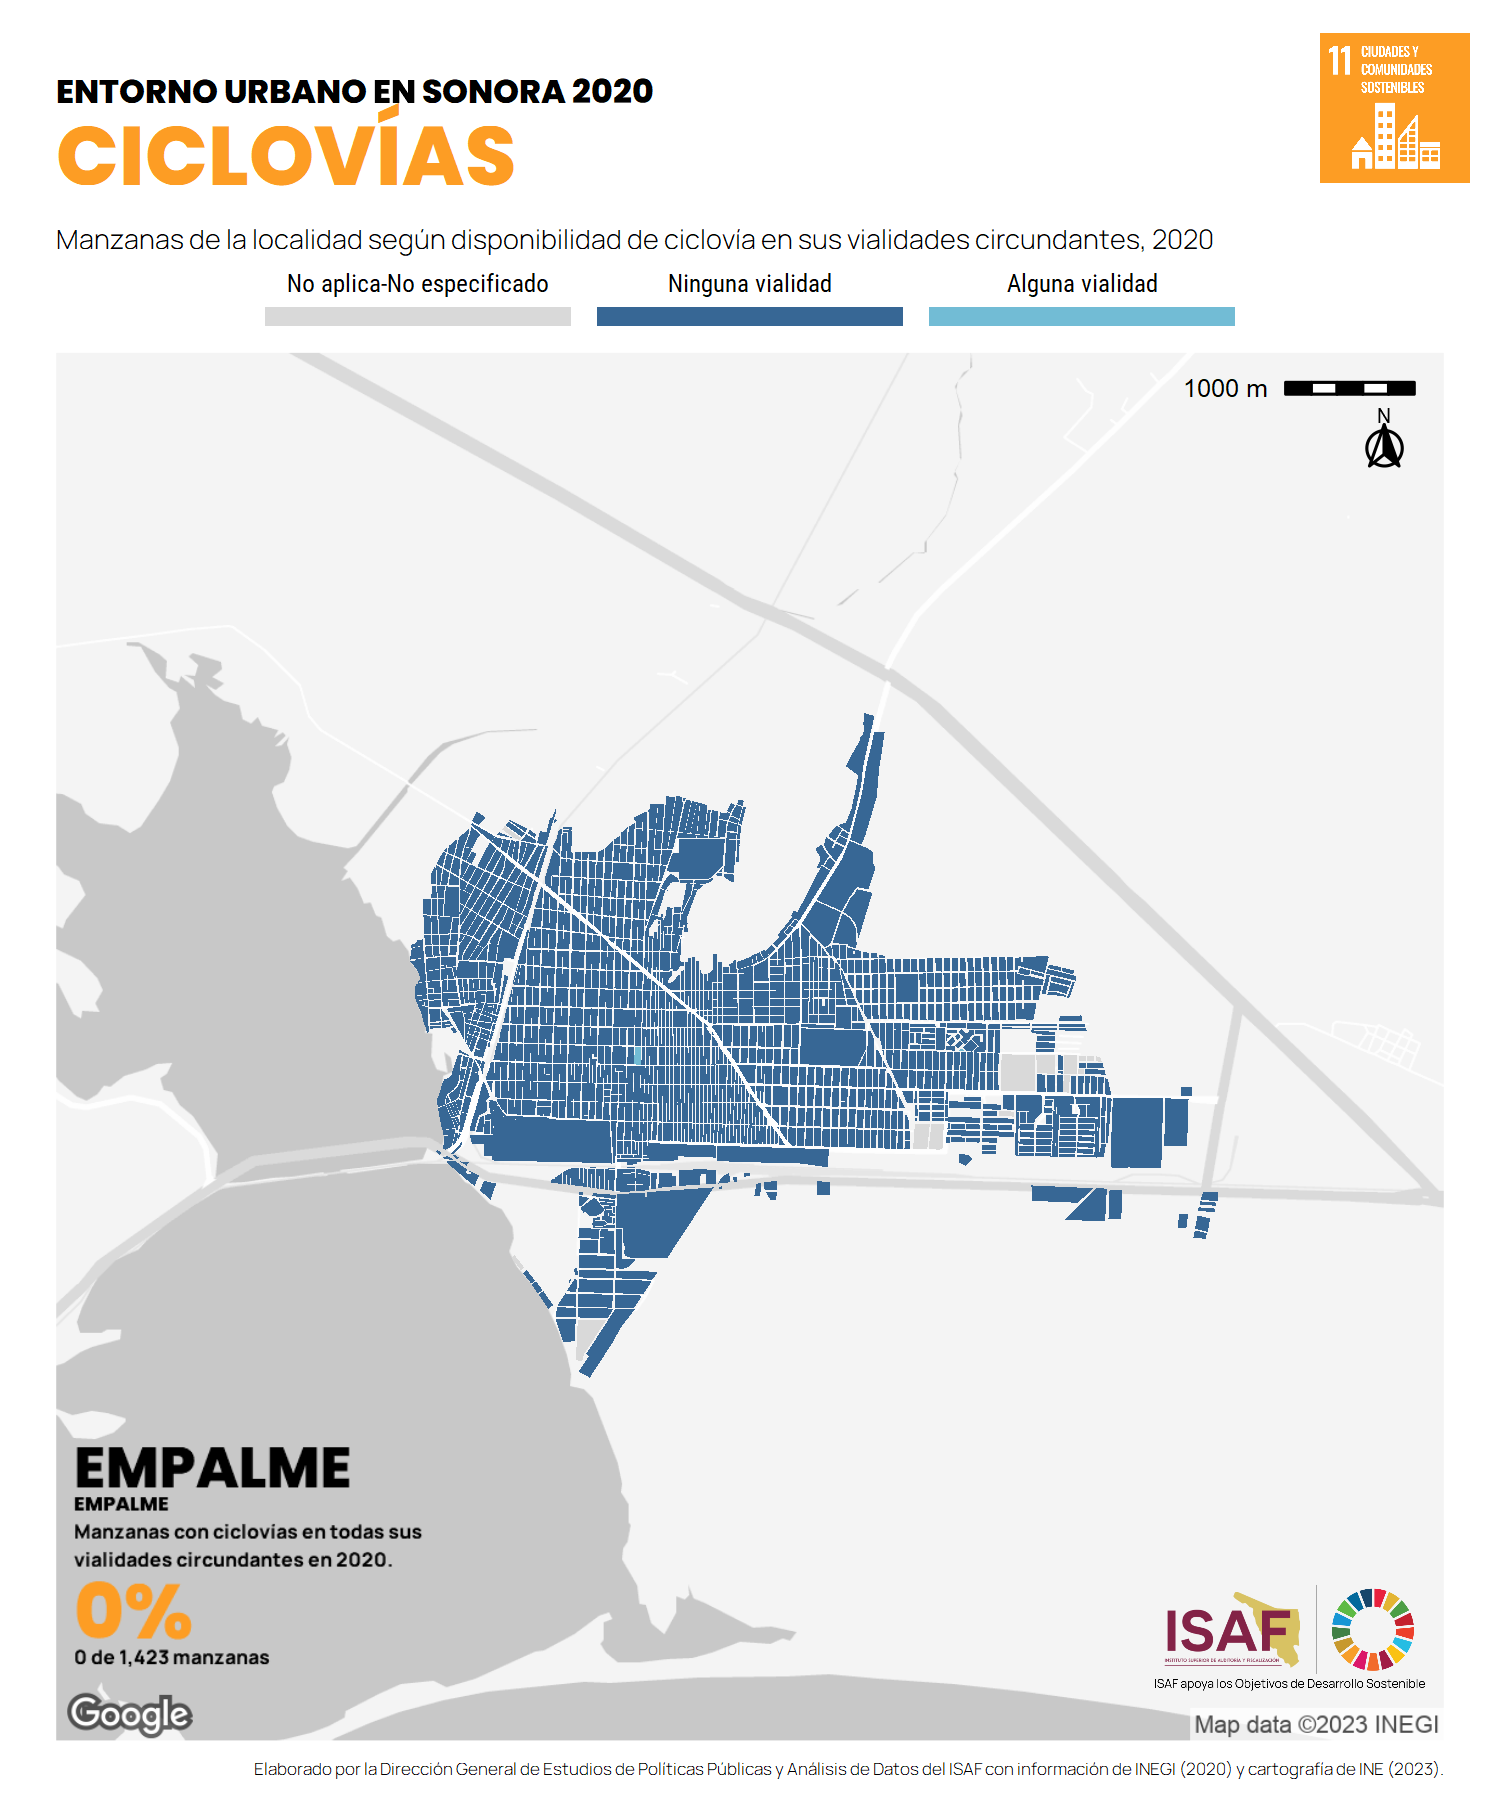 11 CIUDADES Y
COMUNIDADES
SOSTENIBLES
ENTORNO URBANO EN SONORA 2020
CICLOVÍAS
Manzanas de la localidad según disponibilidad de ciclovía en sus vialidades circundantes, 2020
No aplica-No especificado
Ninguna vialidad
Alguna vialidad
1000 m
N
EMPALME
EMPALME
Manzanas con ciclovias en todas sus
vialidades circundantes en 2020.
0%
0 de 1,423 manzanas
Google
ISAF
INSTITUTO SUPERIOR DE AUDITORÍA Y FISCALIZACIÓN
ISAF apoya los Objetivos de Desarrollo Sostenible
Map data ©2023 INEGI
Elaborado por la Dirección General de Estudios de Políticas Públicas y Análisis de Datos del ISAF con información de INEGI (2020) y cartografía de INE (2023).